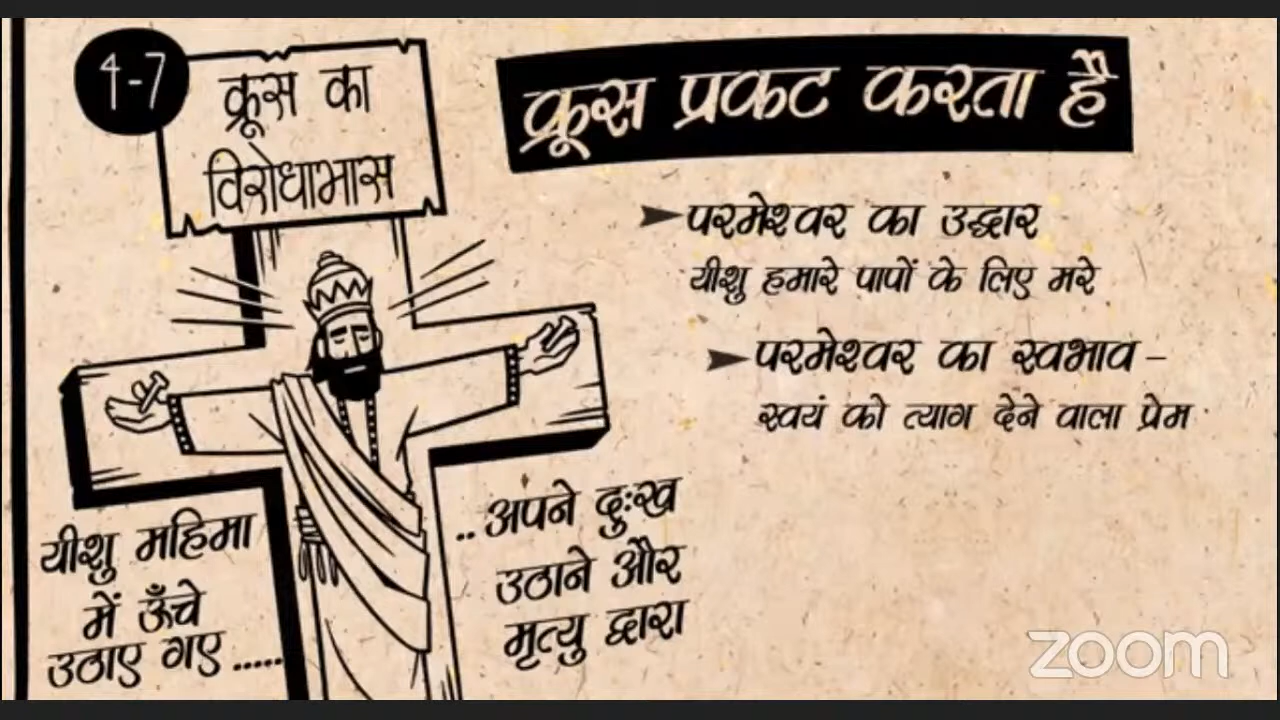 1-7
क्रूस का
विरोधाभास
क्रूस प्रकट करता है
परमेश्वर का उद्धार
यीशु हमारे पापों के लिए मरे
परमेश्वर का स्वभाव –
स्वयं को त्याग देने वाला प्रेम
यीशु महिमा
में ऊँचे
उठाए गए .....
.. अपने दुःख
उठाने और
मृत्यु द्वारा
zoom